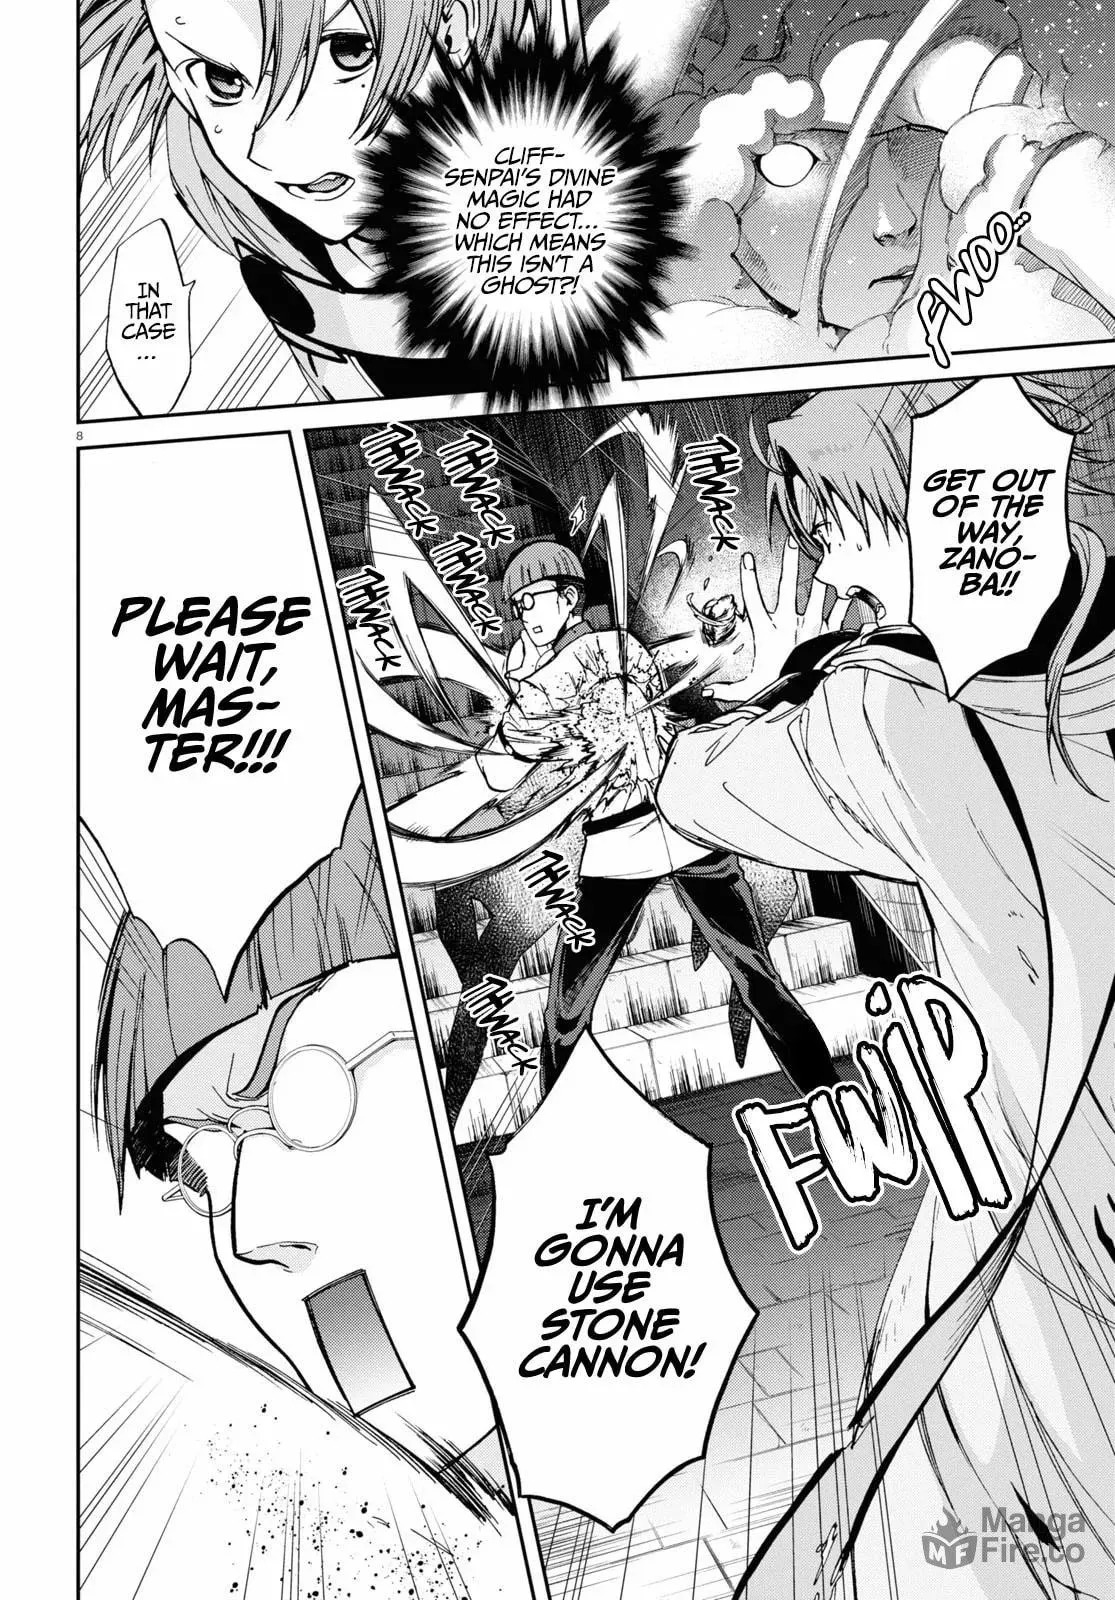 FWOO...
CLIFF-
SENPAI'S DIVINE
MAGIC HAD
NO EFFECT...
WHICH MEANS
THIS ISN'T A
GHOST?!
IN
THAT
CASE
...
8
GET OUT
OF THE
WAY,
ZANO-
BA!!
THWACK
THWACK
THWACK
THWACK
THWACK
THWACK
THWACK
THWACK
FWIP
I'M
GONNA
USE
STONE
CANNON!
PLEASE
WAIT,
MAS-
TER!!!
Manga
Fire.co
MF